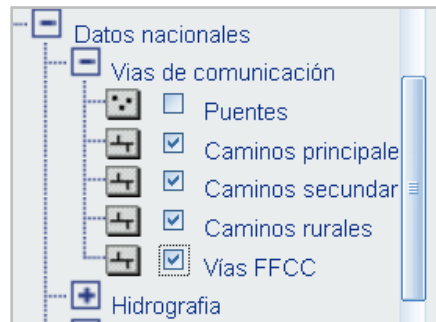 Datos nacionales
Vias de comunicación
Puentes
Caminos principale
Caminos secundar
Caminos rurales
Vías FFCC
Hidrografia